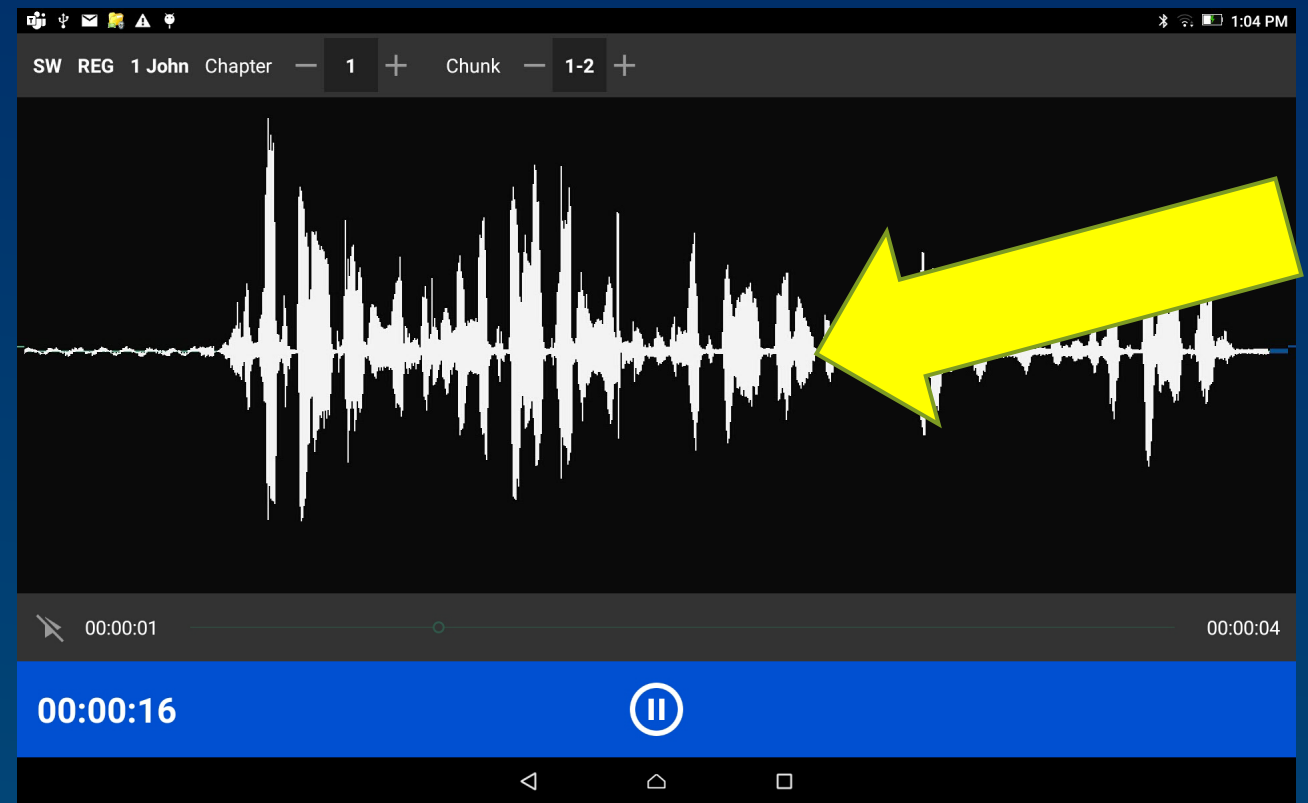 1:04 PM
SW REG 1 John Chapter — 1 + Chunk — 1-2 +
00:00:01 00:00:04
00:00:16